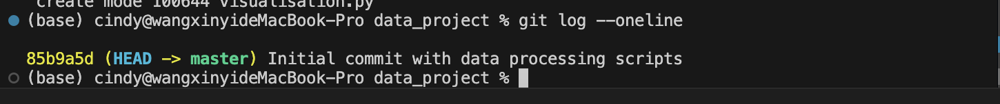 create mode 100644 visualisation.py
(base) cindy@wangxinyideMacBook-Pro data_project % git log --oneline
85b9a5d (HEAD -> master) Initial commit with data processing scripts
(base) cindy@wangxinyideMacBook-Pro data_project %